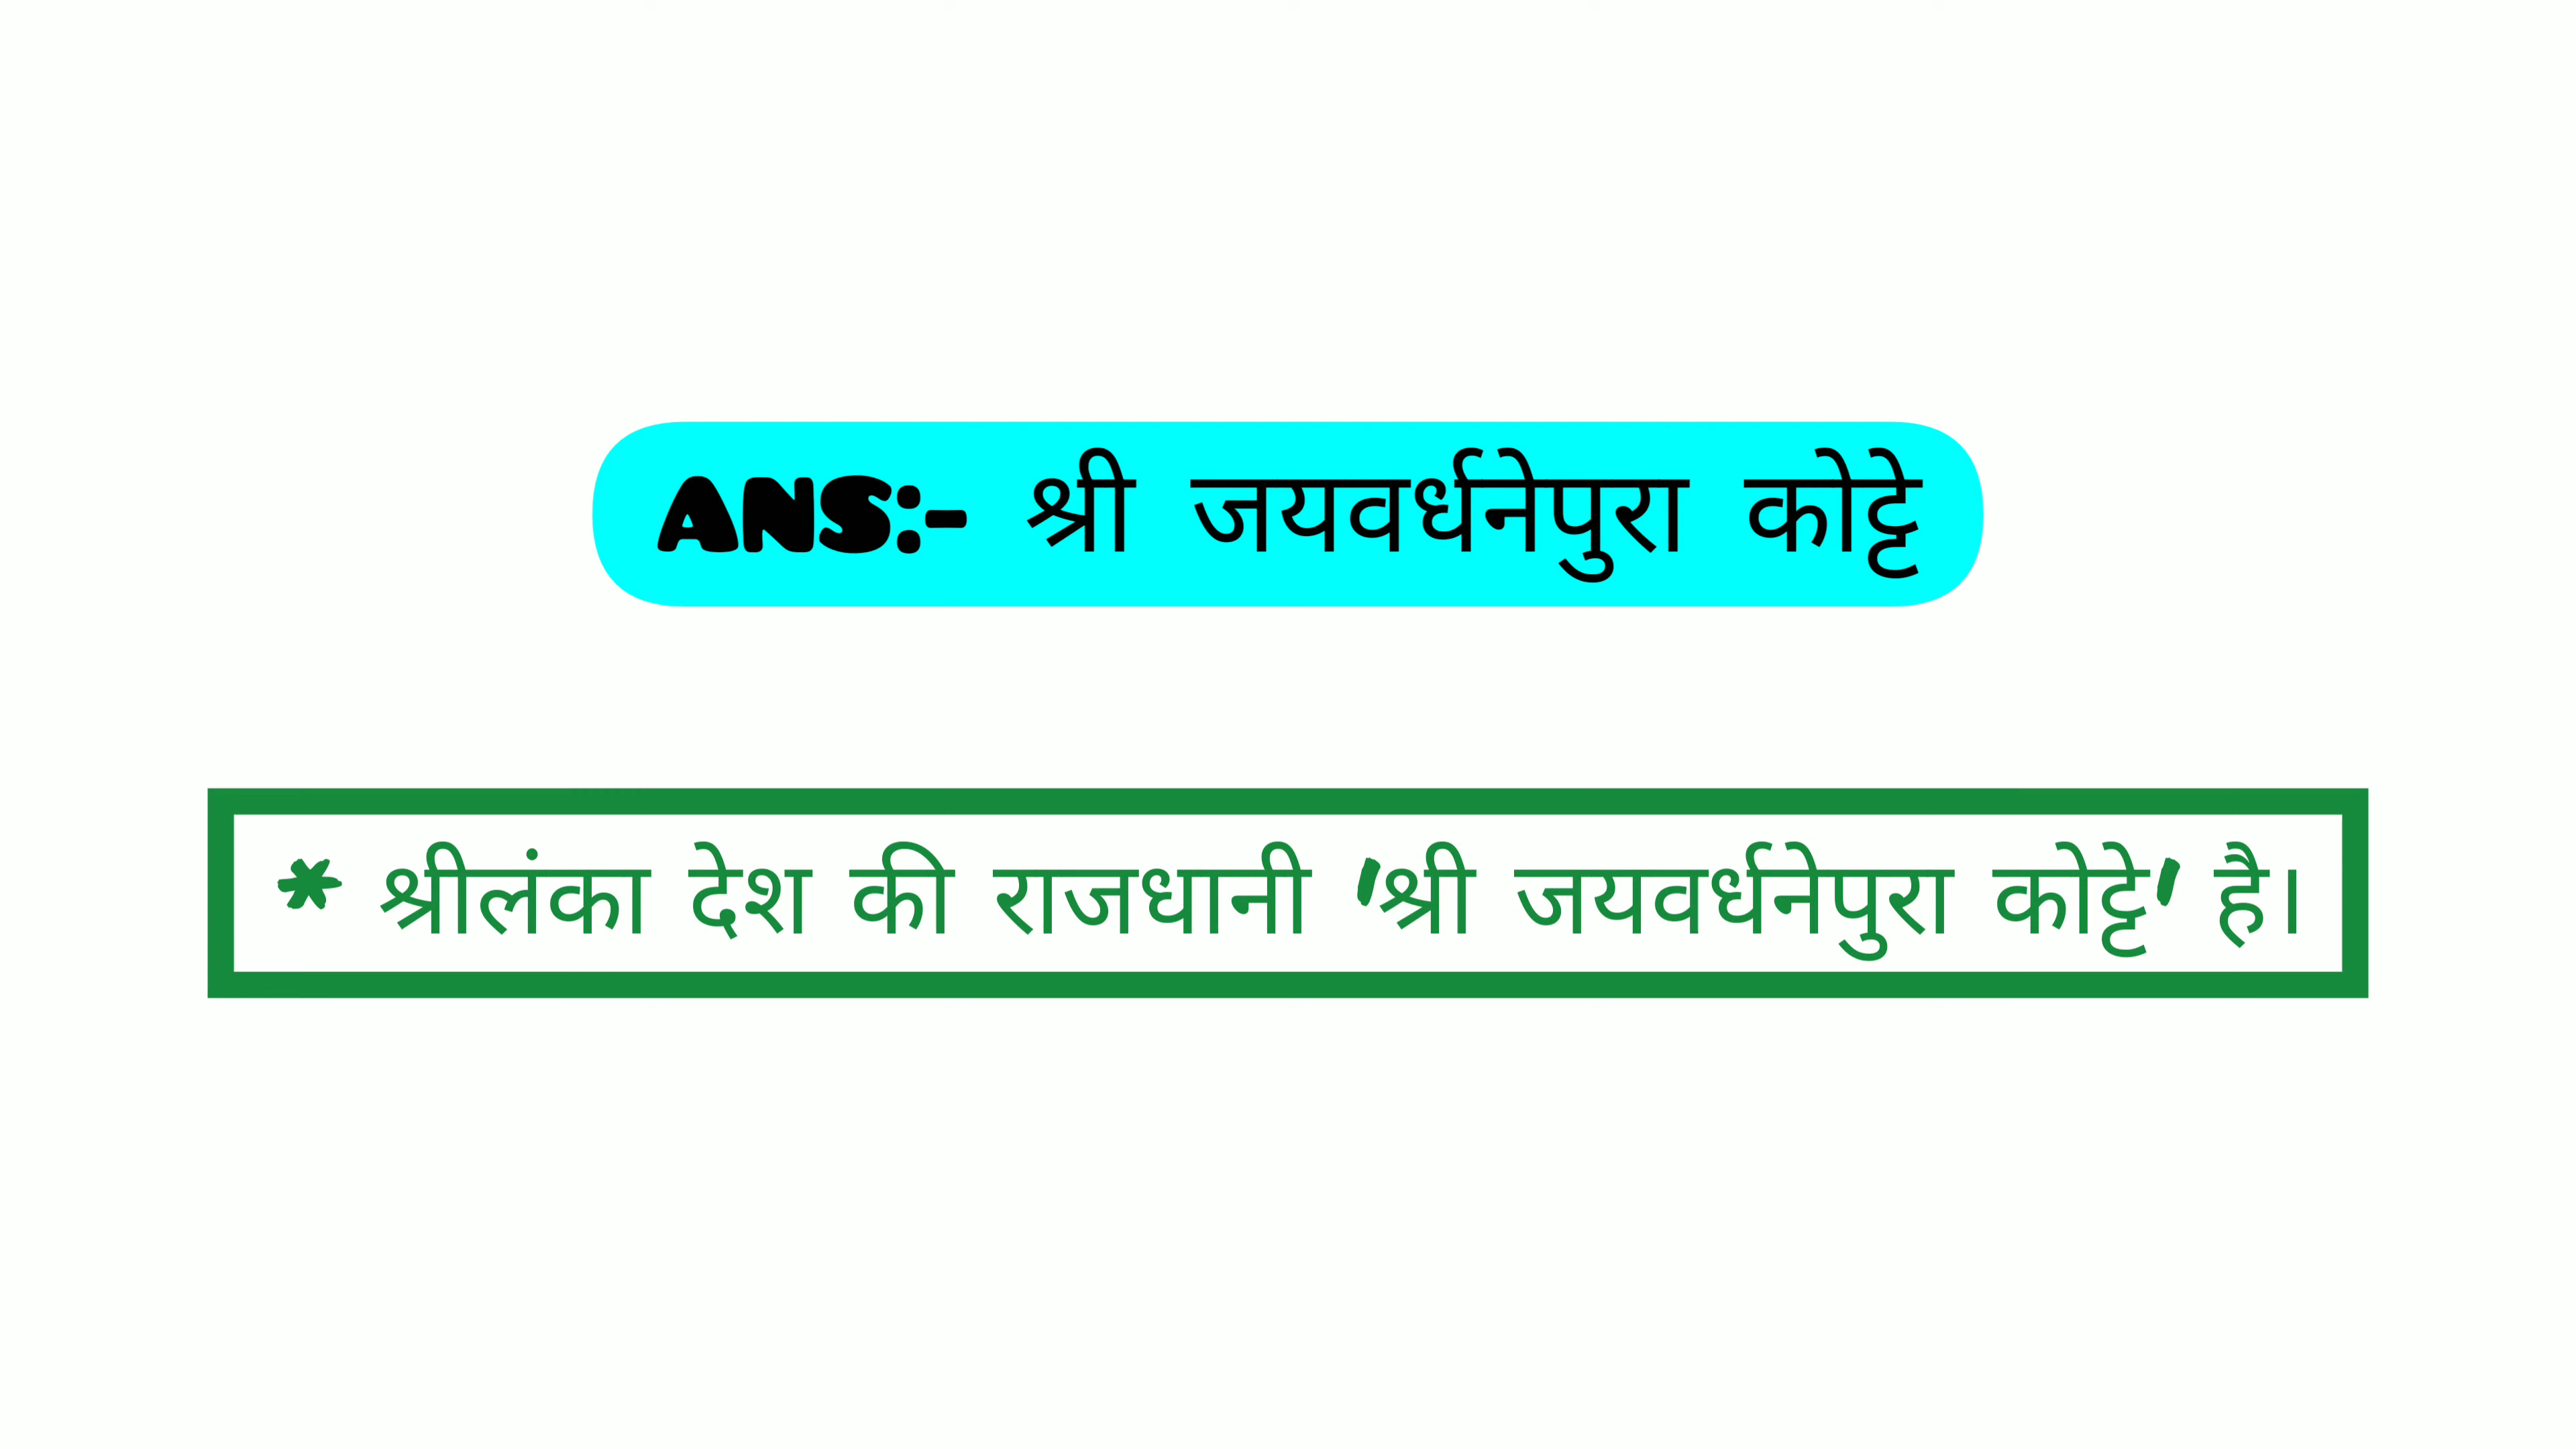 ANS:- श्री जयवर्धनेपुरा कोट्टे
* श्रीलंका देश की राजधानी 'श्री जयवर्धनेपुरा कोट्टे' है।